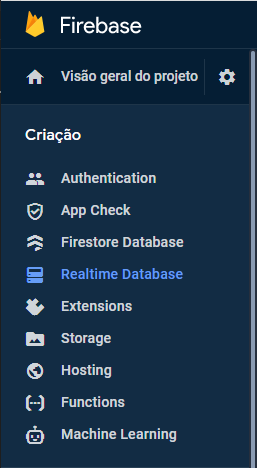 Firebase
Visão geral do projeto
Criação
Authentication
App Check
Firestore Database
Realtime Database
Extensions
Storage
Hosting
Functions
Machine Learning